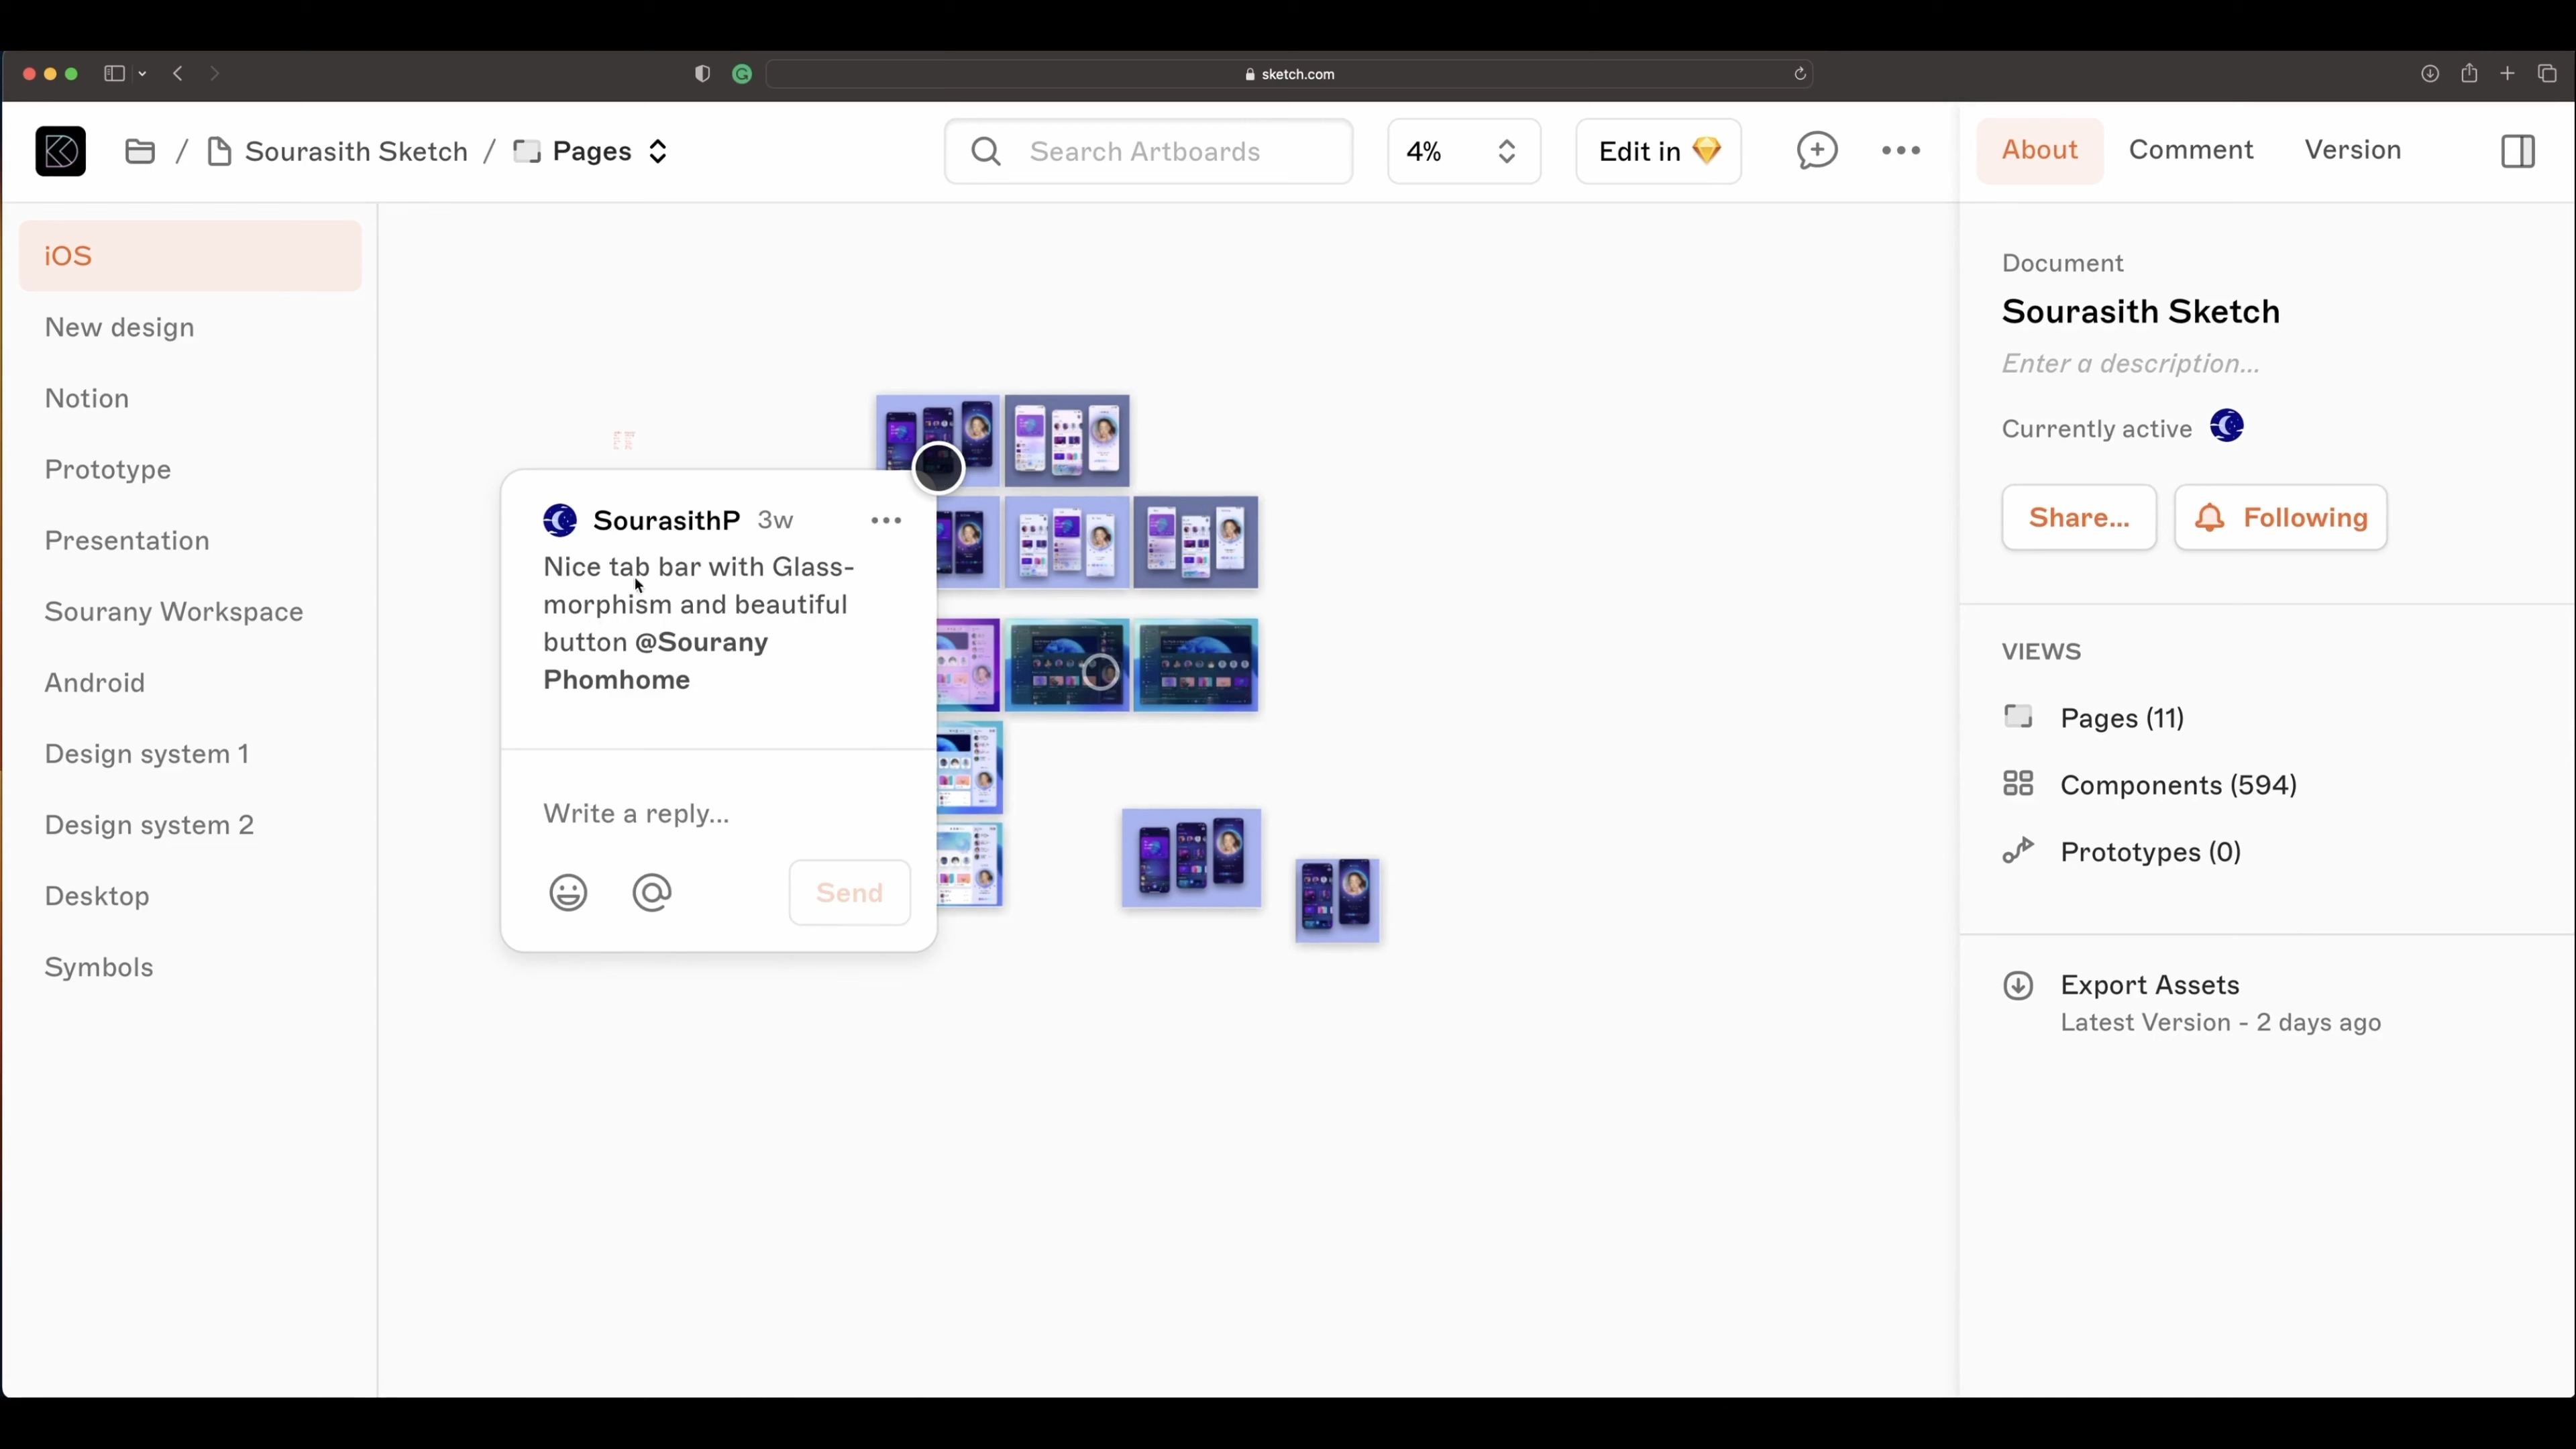 sketch.com
Sourasith Sketch / Pages
Search Artboards
4%
Edit in
About
Comment
Version
iOS
New design
Notion
Prototype
Presentation
Sourany Workspace
Android
Design system 1
Design system 2
Desktop
Symbols
SourasithP 3w
Nice tab bar with Glass-
morphism and beautiful
button @Sourany
Phomhome
Write a reply...
Send
Document
Sourasith Sketch
Enter a description...
Currently active
Share...
Following
VIEWS
Pages (11)
Components (594)
Prototypes (0)
Export Assets
Latest Version - 2 days ago